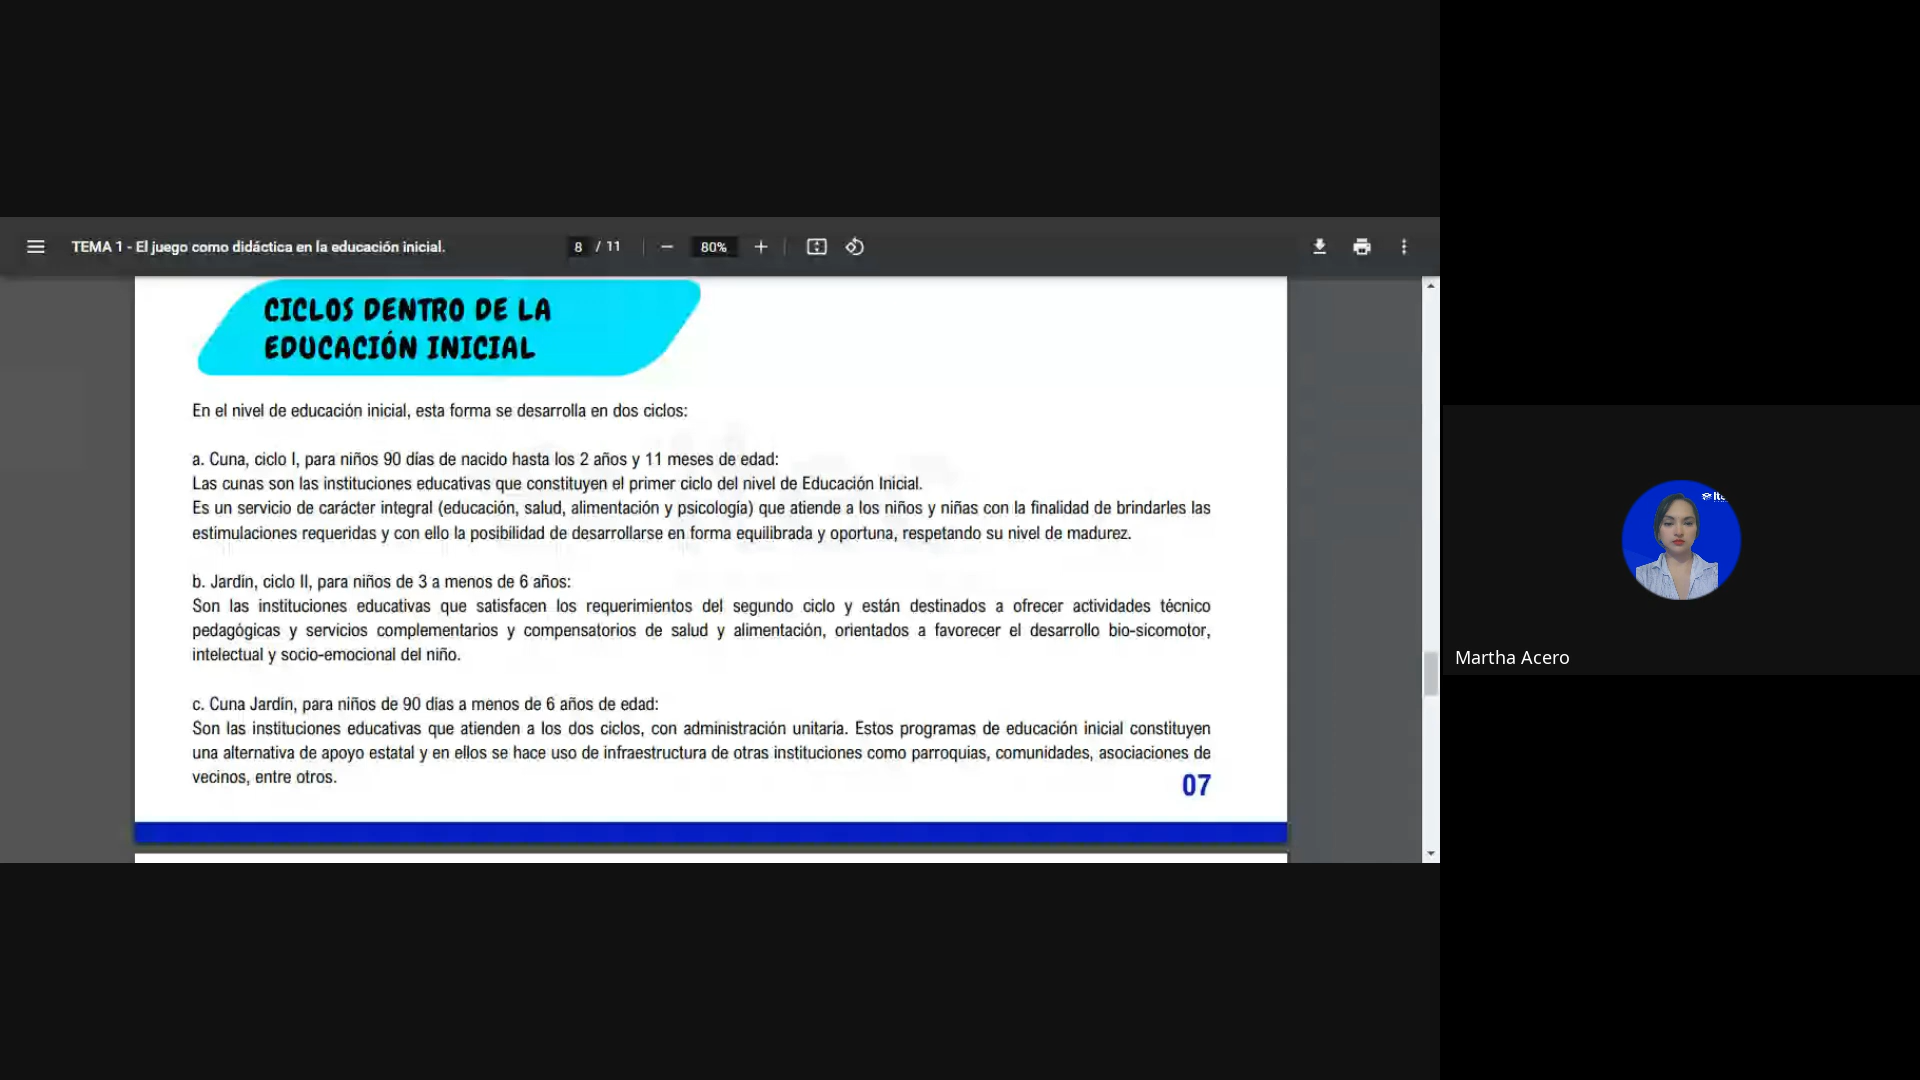 TEMA 1 - El juego como didáctica en la educación inicial.
8 / 11
80%
CICLOS DENTRO DE LA
EDUCACIÓN INICIAL
En el nivel de educación inicial, esta forma se desarrolla en dos ciclos:
a. Cuna, ciclo I, para niños 90 días de nacido hasta los 2 años y 11 meses de edad:
Las cunas son las instituciones educativas que constituyen el primer ciclo del nivel de Educación Inicial.
Es un servicio de carácter integral (educación, salud, alimentación y psicología) que atiende a los niños y niñas con la finalidad de brindarles las
estimulaciones requeridas y con ello la posibilidad de desarrollarse en forma equilibrada y oportuna, respetando su nivel de madurez.
b. Jardín, ciclo II, para niños de 3 a menos de 6 años:
Son las instituciones educativas que satisfacen los requerimientos del segundo ciclo y están destinados a ofrecer actividades técnico
pedagógicas y servicios complementarios y compensatorios de salud y alimentación, orientados a favorecer el desarrollo bio-sicomotor,
intelectual y socio-emocional del niño.
c. Cuna Jardín, para niños de 90 días a menos de 6 años de edad:
Son las instituciones educativas que atienden a los dos ciclos, con administración unitaria. Estos programas de educación inicial constituyen
una alternativa de apoyo estatal y en ellos se hace uso de infraestructura de otras instituciones como parroquias, comunidades, asociaciones de
vecinos, entre otros.
07
Martha Acero